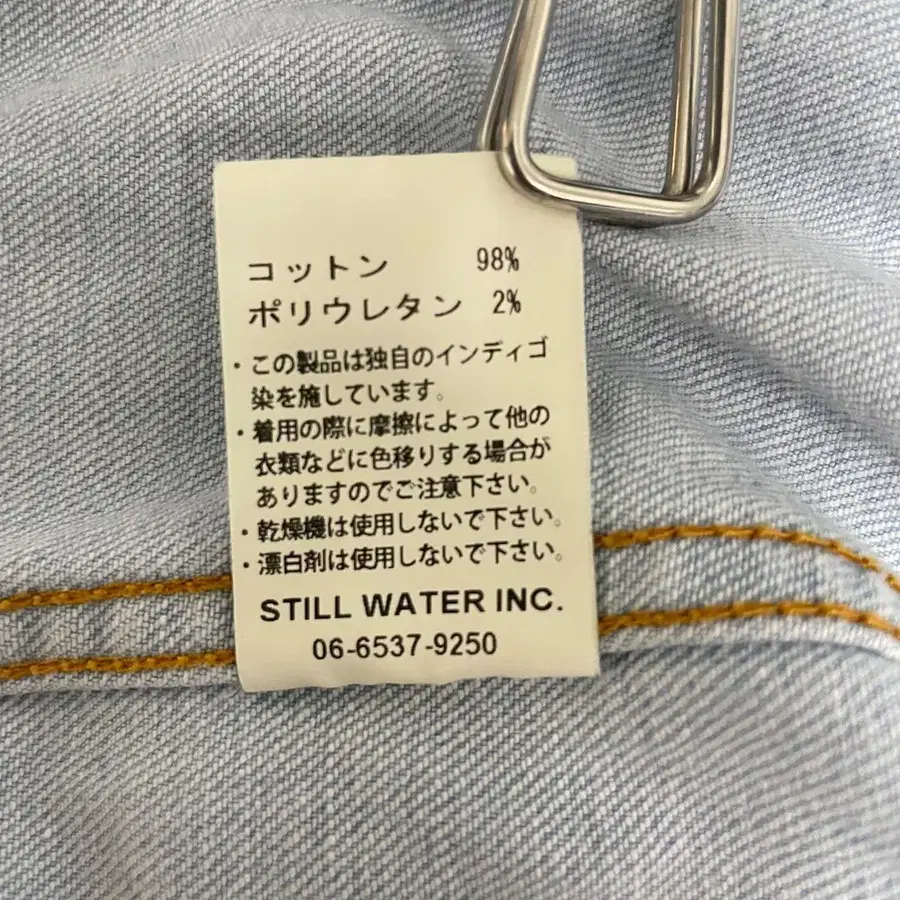 コットン 98%
ポリウレタン 2%
・この製品は独自のインディゴ
染を施しています。
・着用の際に摩擦によって他の
衣類などに色移りする場合が
ありますのでご注意下さい。
・乾燥機は使用しないで下さい。
・漂白剤は使用しないで下さい。
STILL WATER INC.
06-6537-9250